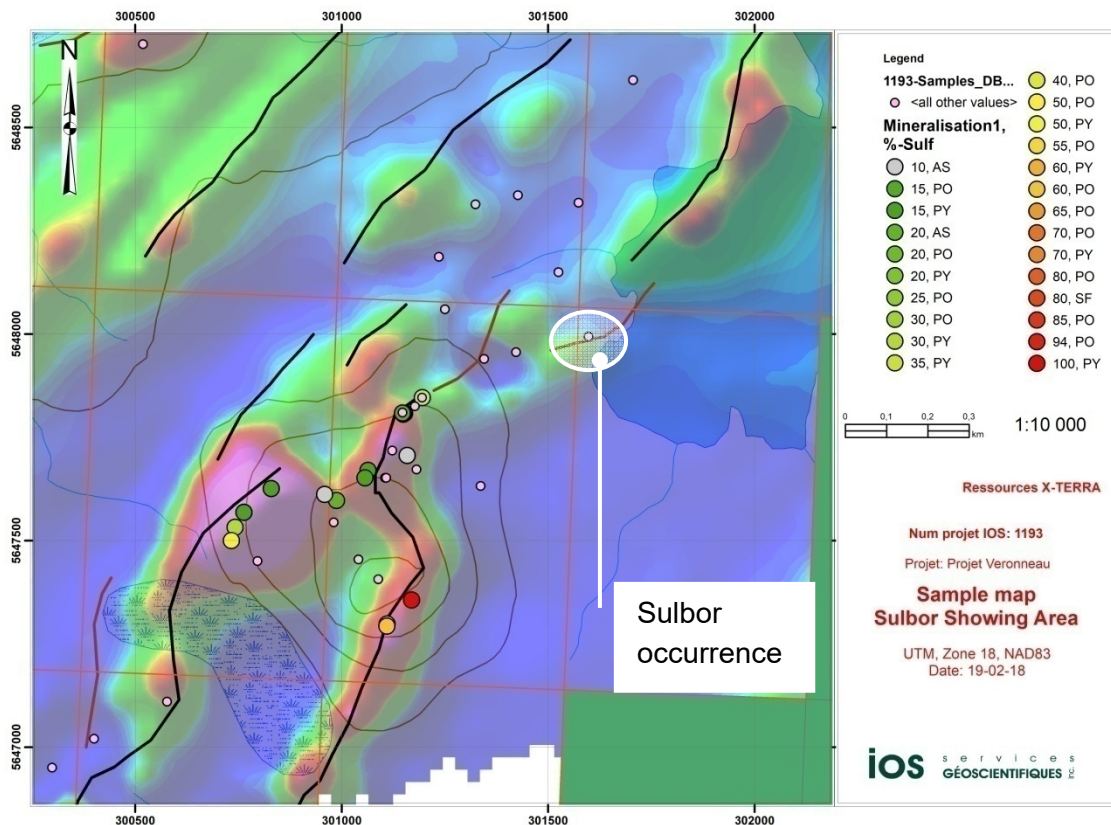 300500 301000 301500 302000
5648500
5648000
5647500
5647000
N
Sulbor
occurrence
300500 301000 301500 302000
Legend
1193-Samples_DB...
<all other values>
Mineralisation1,
%-Sulf
10, AS
15, PO
15, PY
20, AS
20, PO
20, PY
25, PO
30, PO
30, PY
35, PY
40, PO
50, PO
50, PY
55, PO
60, PY
60, PO
65, PO
70, PO
70, PY
80, PO
80, SF
85, PO
94, PO
100, PY
0 0,1 0,2 0,3
km
1:10 000
Ressources X-TERRA
Num projet IOS: 1193
Projet: Projet Veronneau
Sample map
Sulbor Showing Area
UTM, Zone 18, NAD83
Date: 19-02-18
ios services
GÉOSCIENTIFIQUES inc.